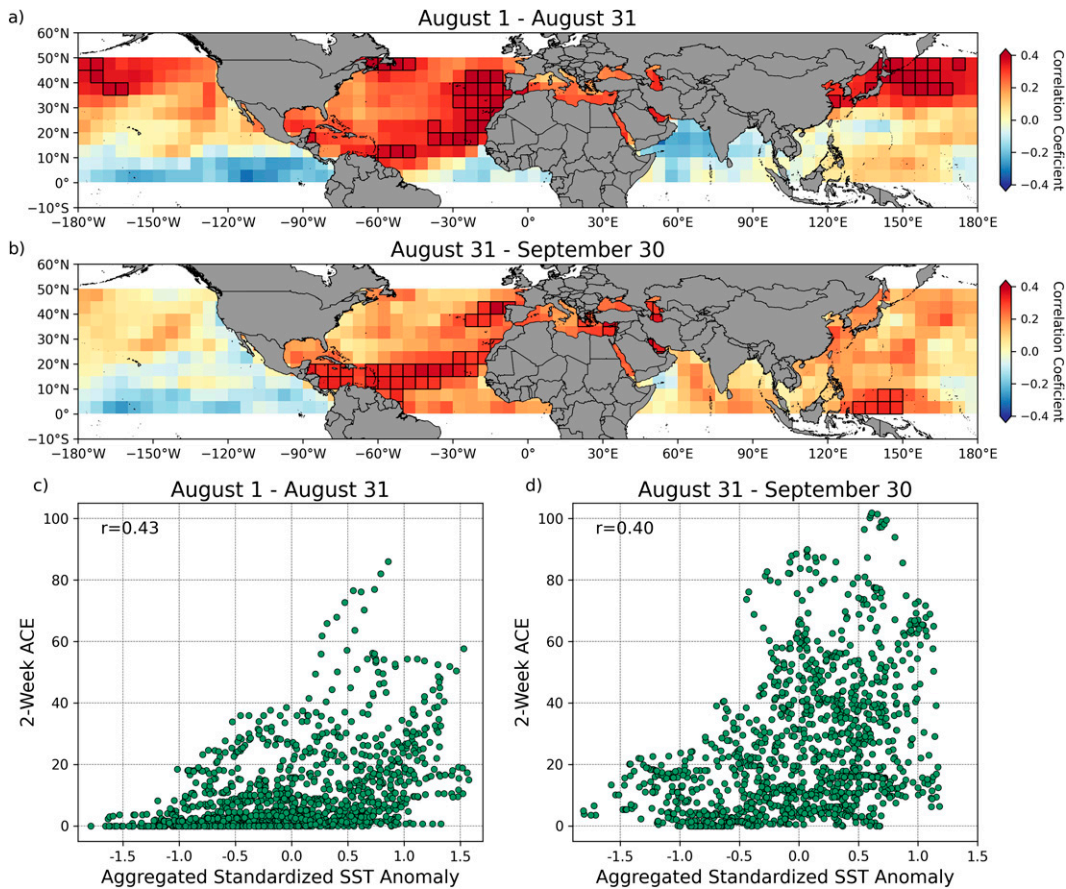 a)
August 1 - August 31
60°N
50°N
40°N
30°N
20°N
10°N
0°
−10°S
−180°W −150°W −120°W −90°W −60°W −30°W 0° 30°E 60°E 90°E 120°E 150°E 180°E
0.4
0.2
0.0
−0.2
−0.4
Correlation Coeficient
b)
August 31 - September 30
60°N
50°N
40°N
30°N
20°N
10°N
0°
−10°S
−180°W −150°W −120°W −90°W −60°W −30°W 0° 30°E 60°E 90°E 120°E 150°E 180°E
0.4
0.2
0.0
−0.2
−0.4
Correlation Coeficient
c)
August 1 - August 31
r=0.43
100
80
60
40
20
0
2-Week ACE
-1.5 -1.0 -0.5 0.0 0.5 1.0 1.5
Aggregated Standardized SST Anomaly
d)
August 31 - September 30
r=0.40
100
80
60
40
20
0
2-Week ACE
-1.5 -1.0 -0.5 0.0 0.5 1.0 1.5
Aggregated Standardized SST Anomaly